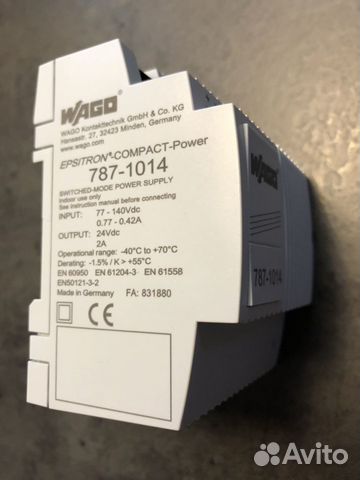 WAGO
WAGO Kontakttechnik GmbH & Co. KG
Hansastr. 27, 32423 Minden, Germany
www.wago.com
EPSITRON®-COMPACT-Power
787-1014
SWITCHED-MODE POWER SUPPLY
Indoor use only
See instruction manual before connecting
INPUT: 77 - 140Vdc
0.77 - 0.42A
OUTPUT: 24Vdc
2A
Operational range: -40°C to +70°C
Derating: -1.5% / K > +55°C
EN 60950 EN 61204-3 EN 61558
EN50121-3-2
Made in Germany FA: 831880
CE
WAGO
787-1014
Avito